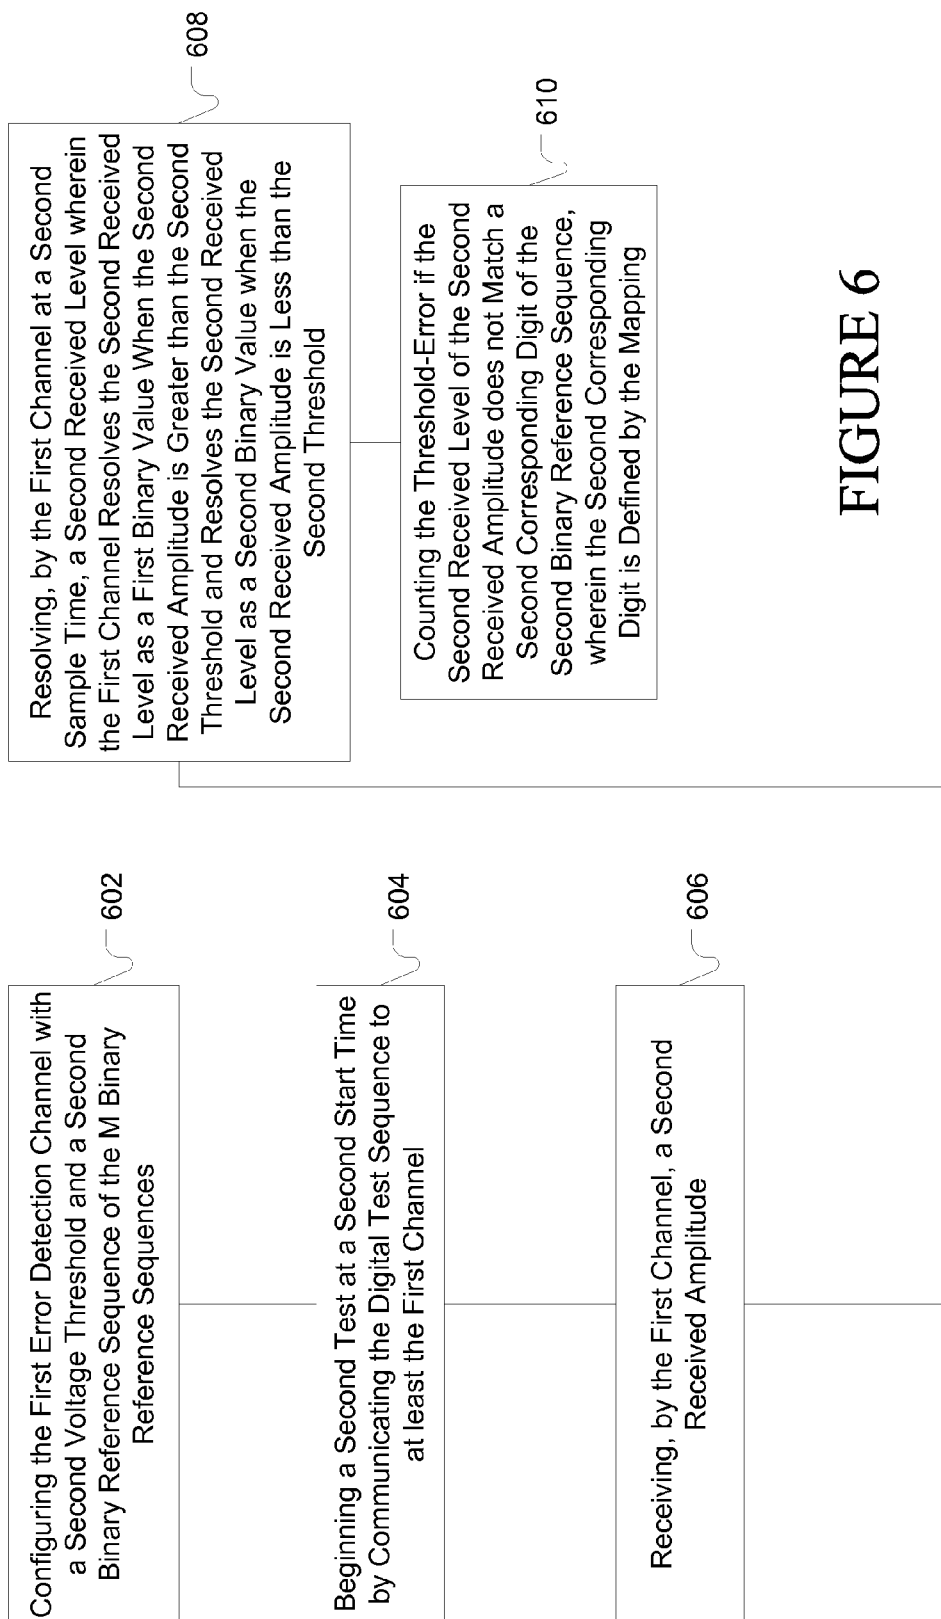 Configuring the First Error Detection Channel with
a Second Voltage Threshold and a Second
Binary Reference Sequence of the M Binary
Reference Sequences
602
Beginning a Second Test at a Second Start Time
by Communicating the Digital Test Sequence to
at least the First Channel
604
Receiving, by the First Channel, a Second
Received Amplitude
606
Resolving, by the First Channel at a Second
Sample Time, a Second Received Level wherein
the First Channel Resolves the Second Received
Level as a First Binary Value When the Second
Received Amplitude is Greater than the Second
Threshold and Resolves the Second Received
Level as a Second Binary Value when the
Second Received Amplitude is Less than the
Second Threshold
608
Counting the Threshold-Error if the
Second Received Level of the Second
Received Amplitude does not Match a
Second Corresponding Digit of the
Second Binary Reference Sequence,
wherein the Second Corresponding
Digit is Defined by the Mapping
610
FIGURE 6